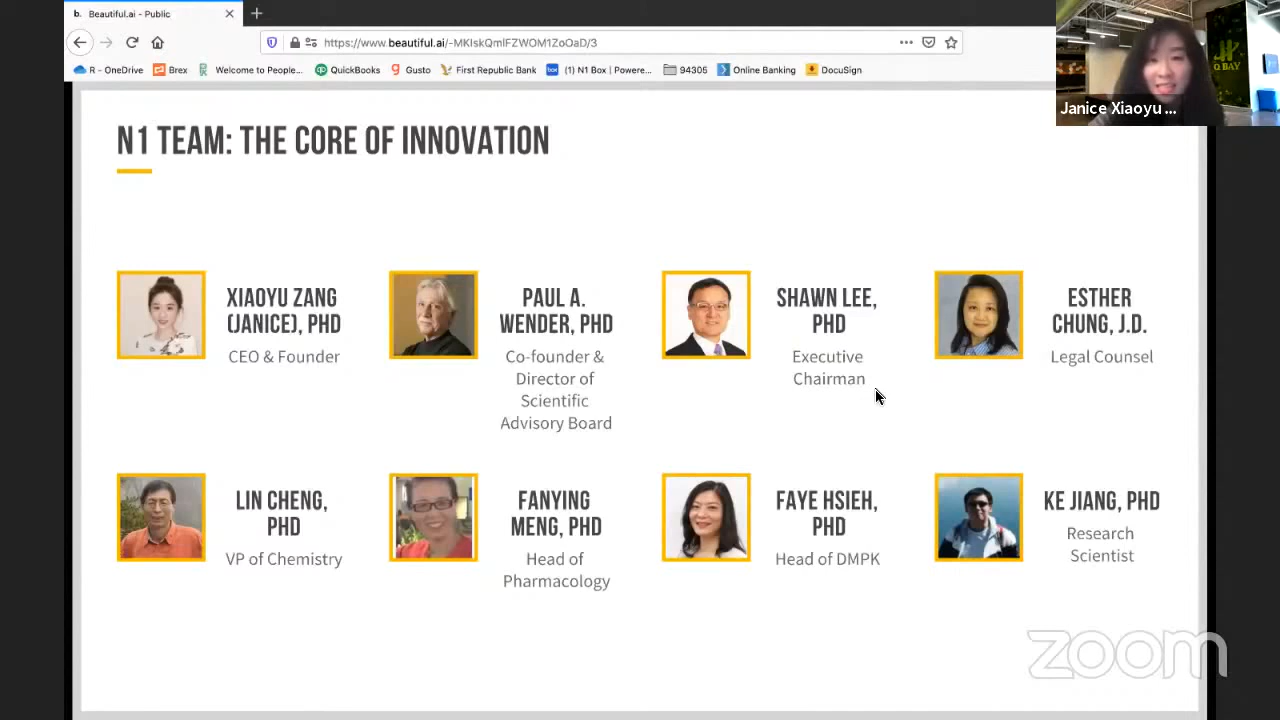 b. Beautiful.ai - Public
https://www.beautiful.ai/-MKIskQmIFZWOM1ZoOaD/3
R - OneDrive
Brex
Welcome to People...
QuickBooks
Gusto
First Republic Bank
box
(1) N1 Box | Powere...
94305
Online Banking
DocuSign
BAY
Janice Xiaoyu ...
N1 TEAM: THE CORE OF INNOVATION
XIAOYU ZANG
(JANICE), PHD
CEO & Founder
PAUL A.
WENDER, PHD
Co-founder &
Director of
Scientific
Advisory Board
SHAWN LEE,
PHD
Executive
Chairman
ESTHER
CHUNG, J.D.
Legal Counsel
LIN CHENG,
PHD
VP of Chemistry
FANYING
MENG, PHD
Head of
Pharmacology
FAYE HSIEH,
PHD
Head of DMPK
KE JIANG, PHD
Research
Scientist
zoom